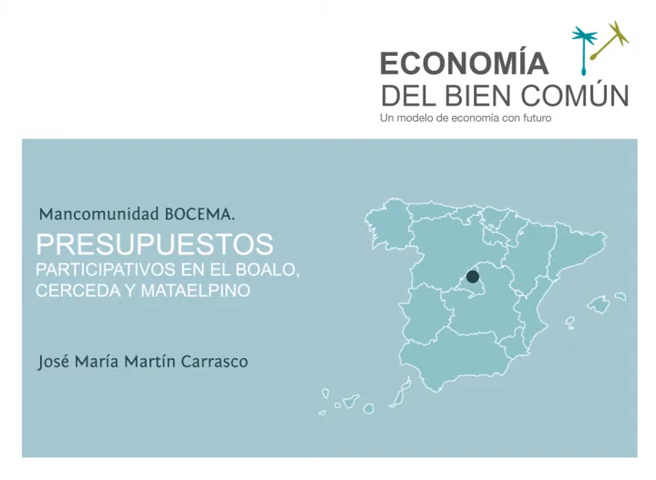 ECONOMÍA
DEL BIEN COMÚN
Un modelo de economía con futuro
Mancomunidad BOCEMA.
PRESUPUESTOS
PARTICIPATIVOS EN EL BOALO,
CERCEDA Y MATAELPINO
José María Martín Carrasco